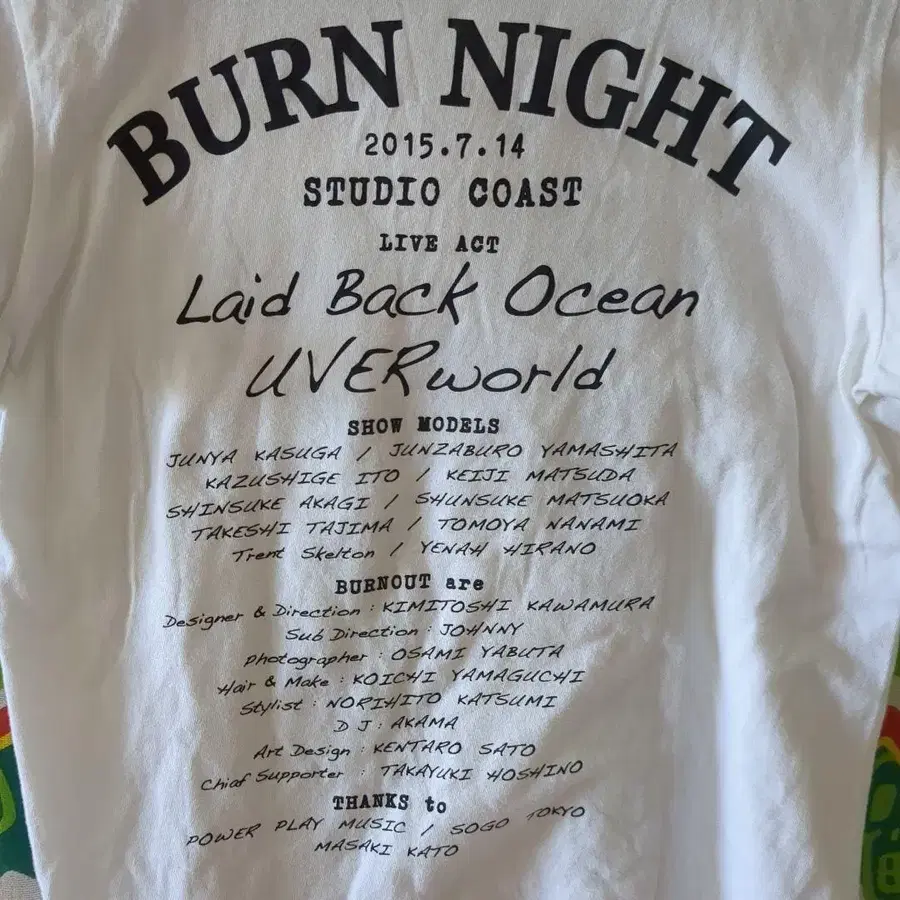 BURN NIGHT
2015.7.14
STUDIO COAST
LIVE ACT
Laid Back Ocean
UVERworld
SHOW MODELS
JUNYA KASUGA / JUNZABURO YAMASHITA
KAZUSHIGE ITO / KEIJI MATSUDA
SHINSUKE AKAGI / SHUNSUKE MATSUOKA
TAKESHI TAJIMA / TOMOYA NANAMI
Trent Skelton / YENAH HIRANO
BURNOUT are
Designer & Direction : KIMITOSHI KAWAMURA
Sub Direction : JOHNNY
Photographer : OSAMI YABUTA
Hair & Make : KOICHI YAMAGUCHI
Stylist : NORIHITO KATSUMI
D J : AKAMA
Art Design : KENTARO SATO
Chiaf Supporter : TAKAYUKI HOSHINO
THANKS to
POWER PLAY MUSIC / SOGO TOKYO
MASAKI KATO